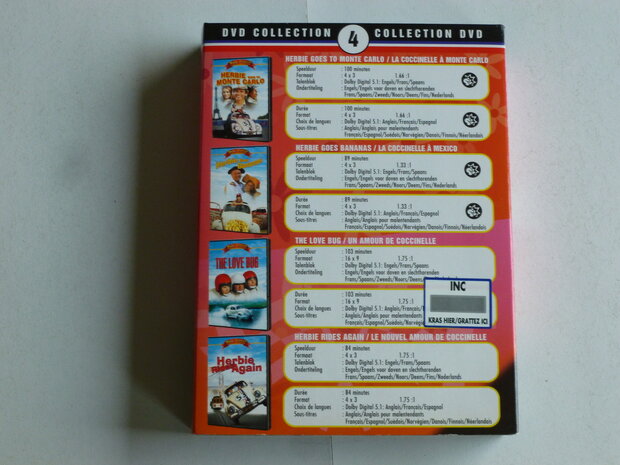 DVD COLLECTION 4 COLLECTION DVD
HERBIE GOES TO MONTE CARLO / LA COCCINELLE À MONTE CARLO
HERBIE GOES TO MONTE CARLO
Speelduur : 100 minuten
Formaat : 4 x 3 1.66 :1
Talenblok : Dolby Digital 5.1: Engels/Frans/Spaans
Ondertiteling : Engels/Engels voor doven en slechthorenden
Frans/Spaans/Zweeds/Noors/Deens/Fins/Nederlands
Durée : 100 minutes
Format : 4 x 3 1.66 :1
Choix de langues : Dolby Digital 5.1: Anglais/Français/Espagnol
Sous-titres : Anglais/Anglais pour malentendants
Français/Espagnol/Suédois/Norvégien/Danois/Finnois/Néerlandais
HERBIE GOES BANANAS / LA COCCINELLE À MEXICO
Speelduur : 89 minuten
Formaat : 4 x 3 1.33 :1
Talenblok : Dolby Digital 5.1: Engels/Frans/Spaans
Ondertiteling : Engels/Engels voor doven en slechthorenden
Frans/Spaans/Zweeds/Noors/Deens/Fins/Nederlands
Durée : 89 minutes
Format : 4 x 3 1.33 :1
Choix de langues : Dolby Digital 5.1: Anglais/Français/Espagnol
Sous-titres : Anglais/Anglais pour malentendants
Français/Espagnol/Suédois/Norvégien/Danois/Finnois/Néerlandais
THE LOVE BUG / UN AMOUR DE COCCINELLE
THE LOVE BUG
Speelduur : 103 minuten
Formaat : 16 x 9 1.75 :1
Talenblok : Dolby Digital 5.1: Engels/Frans/Spaans
Ondertiteling : Engels/Engels voor doven en slechthorenden
Frans/Spaans/Zweeds/Noors/Deens/Fins
Durée : 103 minutes
Format : 16 x 9 1.75 :1
Choix de langues : Dolby Digital 5.1: Anglais/Français
Sous-titres : Anglais/Anglais pour malentendants
Français/Espagnol/Suédois/Norvégien
INC
KRAS HIER/GRATTEZ ICI
HERBIE RIDES AGAIN / LE NOUVEL AMOUR DE COCCINELLE
Herbie Rides Again
Speelduur : 84 minuten
Formaat : 4 x 3 1.75 :1
Talenblok : Dolby Digital 5.1: Engels/Frans/Spaans
Ondertiteling : Engels/Engels voor doven en slechthorenden
Frans/Spaans/Zweeds/Noors/Deens/Fins/Nederlands
Durée : 84 minutes
Format : 4 x 3 1.75 :1
Choix de langues : Dolby Digital 5.1: Anglais/Français/Espagnol
Sous-titres : Anglais/Anglais pour malentendants
Français/Espagnol/Suédois/Norvégien/Danois/Finnois/Néerlandais